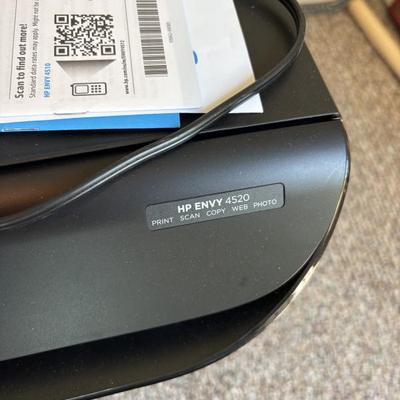 Scan to find out more!
Standard data rates may apply. Might not be
HP ENVY 4510
HP ENVY 4520
PRINT SCAN COPY WEB PHOTO